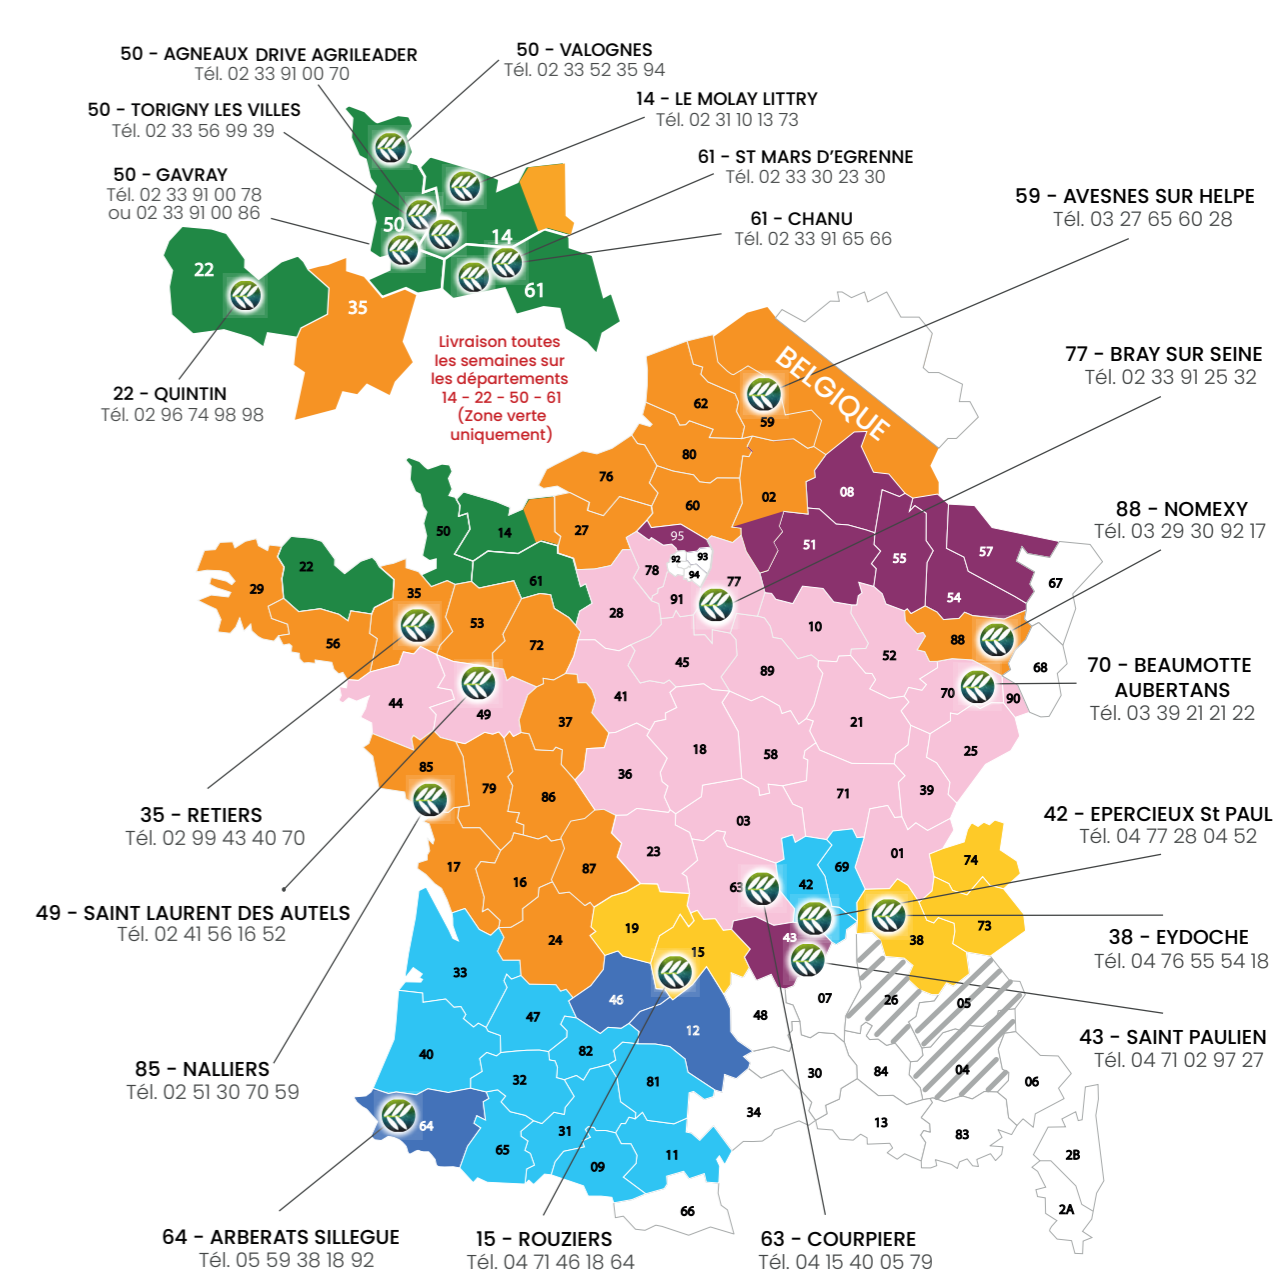 50 - AGNEAUX DRIVE AGRILEADER
Tél. 02 33 91 00 70
50 - VALOGNES
Tél. 02 33 52 35 94
50 - TORIGNY LES VILLES
Tél. 02 33 56 99 39
14 - LE MOLAY LITTRY
Tél. 02 31 10 13 73
50 - GAVRAY
Tél. 02 33 91 00 78
ou 02 33 91 00 86
61 - ST MARS D'EGRENNE
Tél. 02 33 30 23 30
61 - CHANU
Tél. 02 33 91 65 66
59 - AVESNES SUR HELPE
Tél. 03 27 65 60 28
50
14
22
61
35
Livraison toutes
les semaines sur
les départements
14 - 22 - 50 - 61
(Zone verte
uniquement)
22 - QUINTIN
Tél. 02 96 74 98 98
77 - BRAY SUR SEINE
Tél. 02 33 91 25 32
BELGIQUE
62
59
80
76
60
02
08
88 - NOMEXY
Tél. 03 29 30 92 17
50
14
27
95
51
55
57
92
93
94
78
77
91
22
29
61
35
53
56
72
28
10
54
67
88
68
52
45
89
70
90
70 - BEAUMOTTE
AUBERTANS
Tél. 03 39 21 21 22
44
49
41
37
21
25
18
58
36
85
79
86
71
39
03
35 - RETIERS
Tél. 02 99 43 40 70
42 - EPERCIEUX St PAUL
Tél. 04 77 28 04 52
17
16
87
23
63
42
69
01
74
49 - SAINT LAURENT DES AUTELS
Tél. 02 41 56 16 52
24
19
15
43
38
73
38 - EYDOCHE
Tél. 04 76 55 54 18
33
47
46
12
48
07
26
05
43 - SAINT PAULIEN
Tél. 04 71 02 97 27
85 - NALLIERS
Tél. 02 51 30 70 59
40
82
32
81
30
84
04
06
64
31
65
09
11
34
13
83
2B
66
2A
64 - ARBERATS SILLEGUE
Tél. 05 59 38 18 92
15 - ROUZIERS
Tél. 04 71 46 18 64
63 - COURPIERE
Tél. 04 15 40 05 79